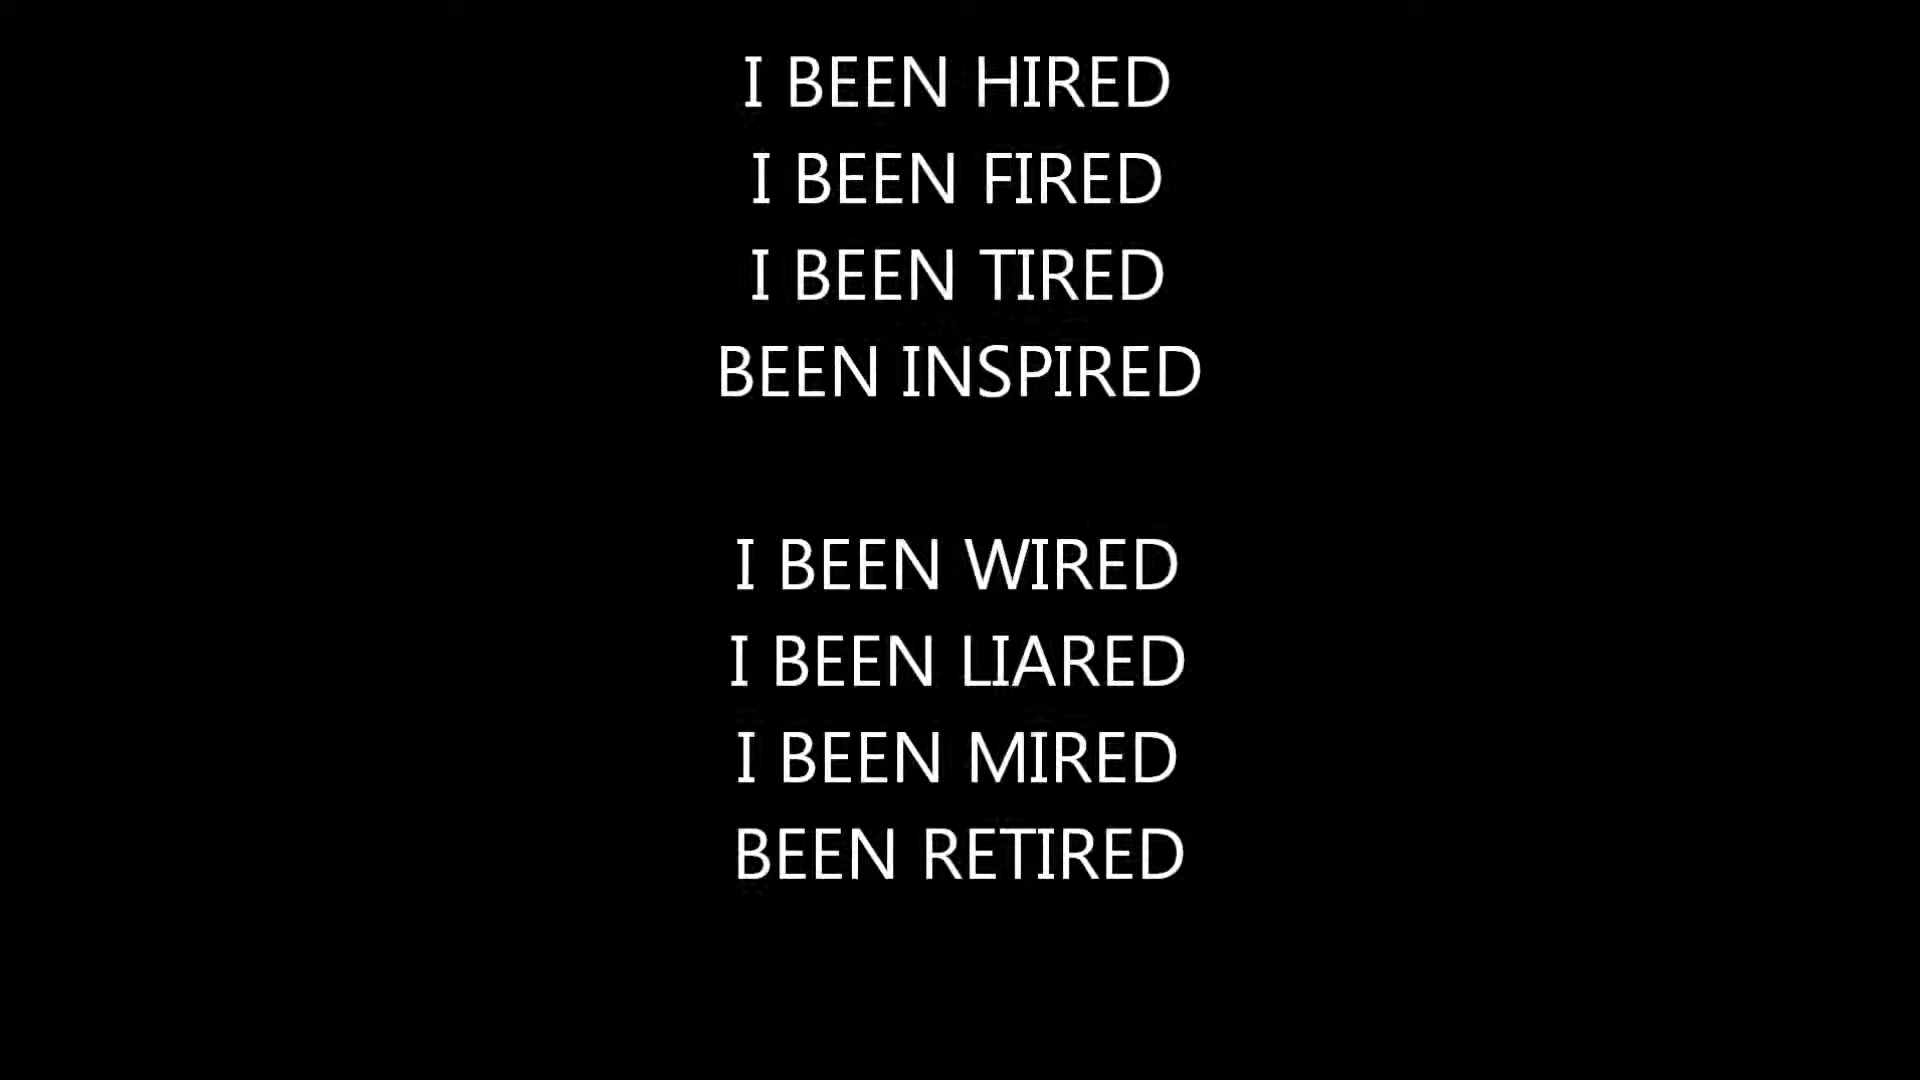 I BEEN HIRED
I BEEN FIRED
I BEEN TIRED
BEEN INSPIRED
I BEEN WIRED
I BEEN LIARED
I BEEN MIRED
BEEN RETIRED